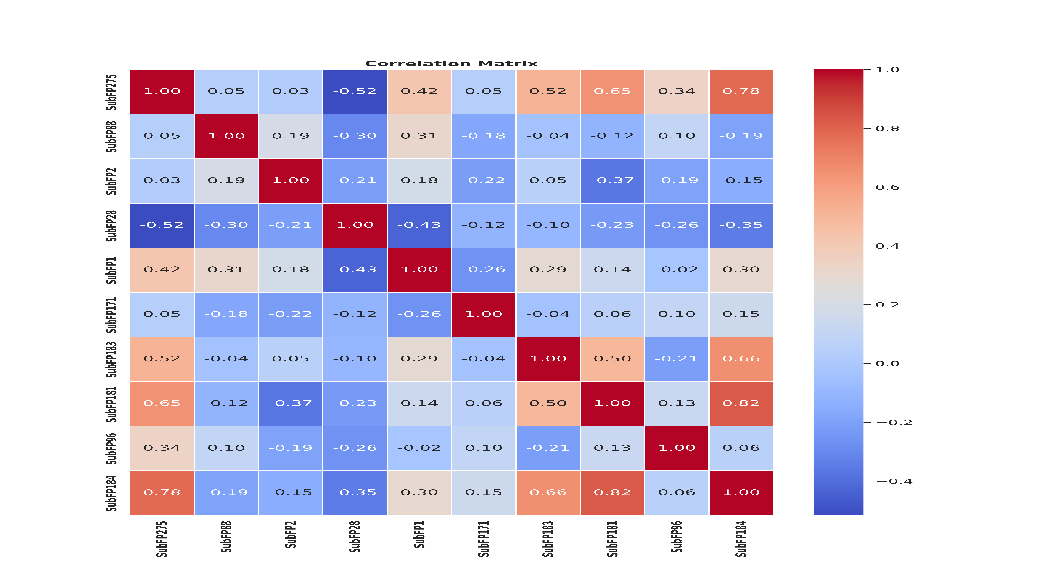 Correlation Matrix
SubFP275 1.00 0.05 0.03 -0.52 0.42 0.05 0.52 0.65 0.34 0.78
SubFP88 0.05 1.00 0.19 -0.30 0.31 -0.18 -0.04 -0.12 0.10 -0.19
SubFP2 0.03 0.19 1.00 0.21 0.18 0.22 0.05 0.37 0.19 0.15
SubFP28 -0.52 -0.30 -0.21 1.00 -0.43 -0.12 -0.10 -0.23 -0.26 -0.35
SubFP1 0.42 0.31 0.18 0.43 1.00 0.26 0.29 0.14 0.02 0.30
SubFP171 0.05 -0.18 -0.22 -0.12 -0.26 1.00 -0.04 0.06 0.10 0.15
SubFP183 0.52 -0.04 0.05 -0.10 0.29 -0.04 1.00 0.50 -0.21 0.66
SubFP181 0.65 0.12 0.37 0.23 0.14 0.06 0.50 1.00 0.13 0.82
SubFP96 0.34 0.10 -0.19 -0.26 -0.02 0.10 -0.21 0.13 1.00 0.06
SubFP184 0.78 0.19 0.15 0.35 0.30 0.15 0.66 0.82 0.06 1.00
SubFP275 SubFP88 SubFP2 SubFP28 SubFP1 SubFP171 SubFP183 SubFP181 SubFP96 SubFP184
1.0
0.8
0.6
0.4
0.2
0.0
−0.2
−0.4